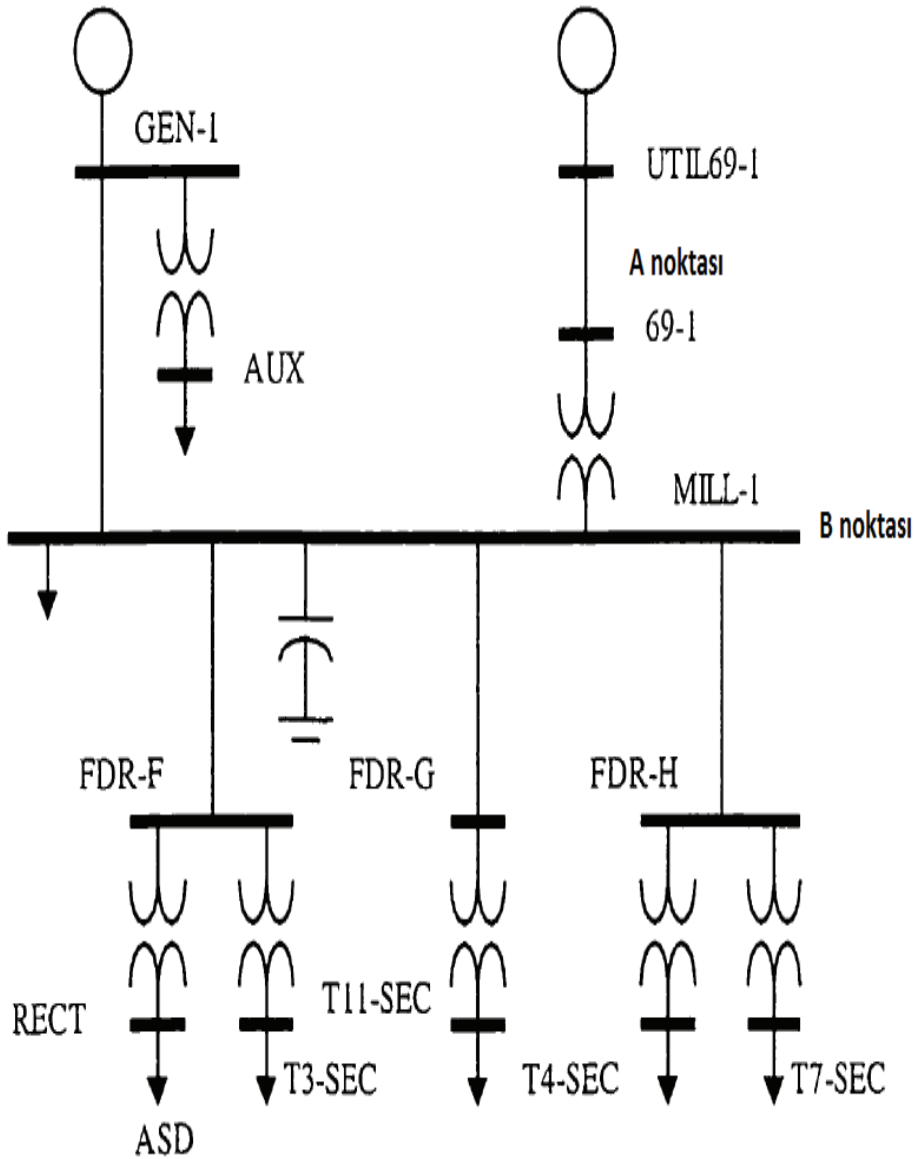 GEN-1
UTIL69-1
A noktası
69-1
AUX
MILL-1
B noktası
FDR-F
FDR-G
FDR-H
RECT
T11-SEC
T3-SEC
T4-SEC
T7-SEC
ASD